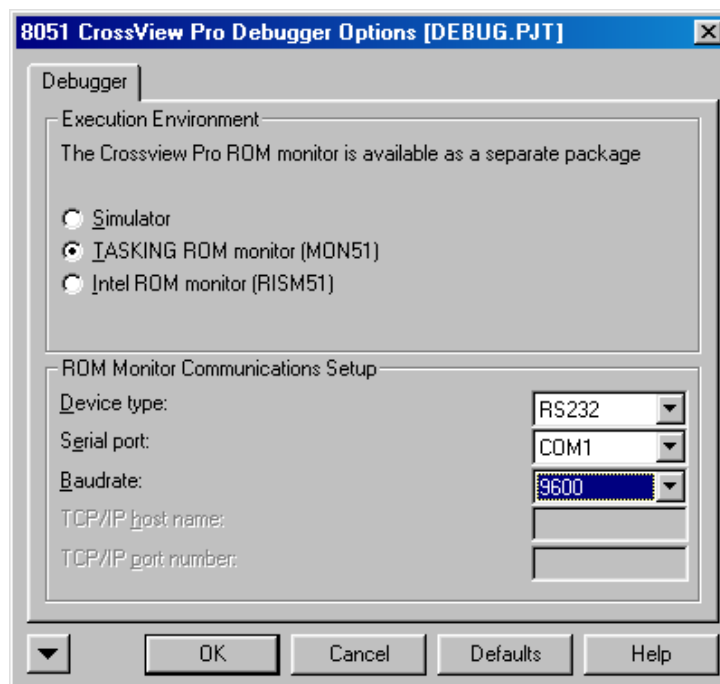 8051 CrossView Pro Debugger Options [DEBUG.PJT]
Debugger
Execution Environment
The Crossview Pro ROM monitor is available as a separate package
Simulator
TASKING ROM monitor (MON51)
Intel ROM monitor (RISM51)
ROM Monitor Communications Setup
Device type: RS232
Serial port: COM1
Baudrate: 9600
TCP/IP host name:
TCP/IP port number:
OK Cancel Defaults Help